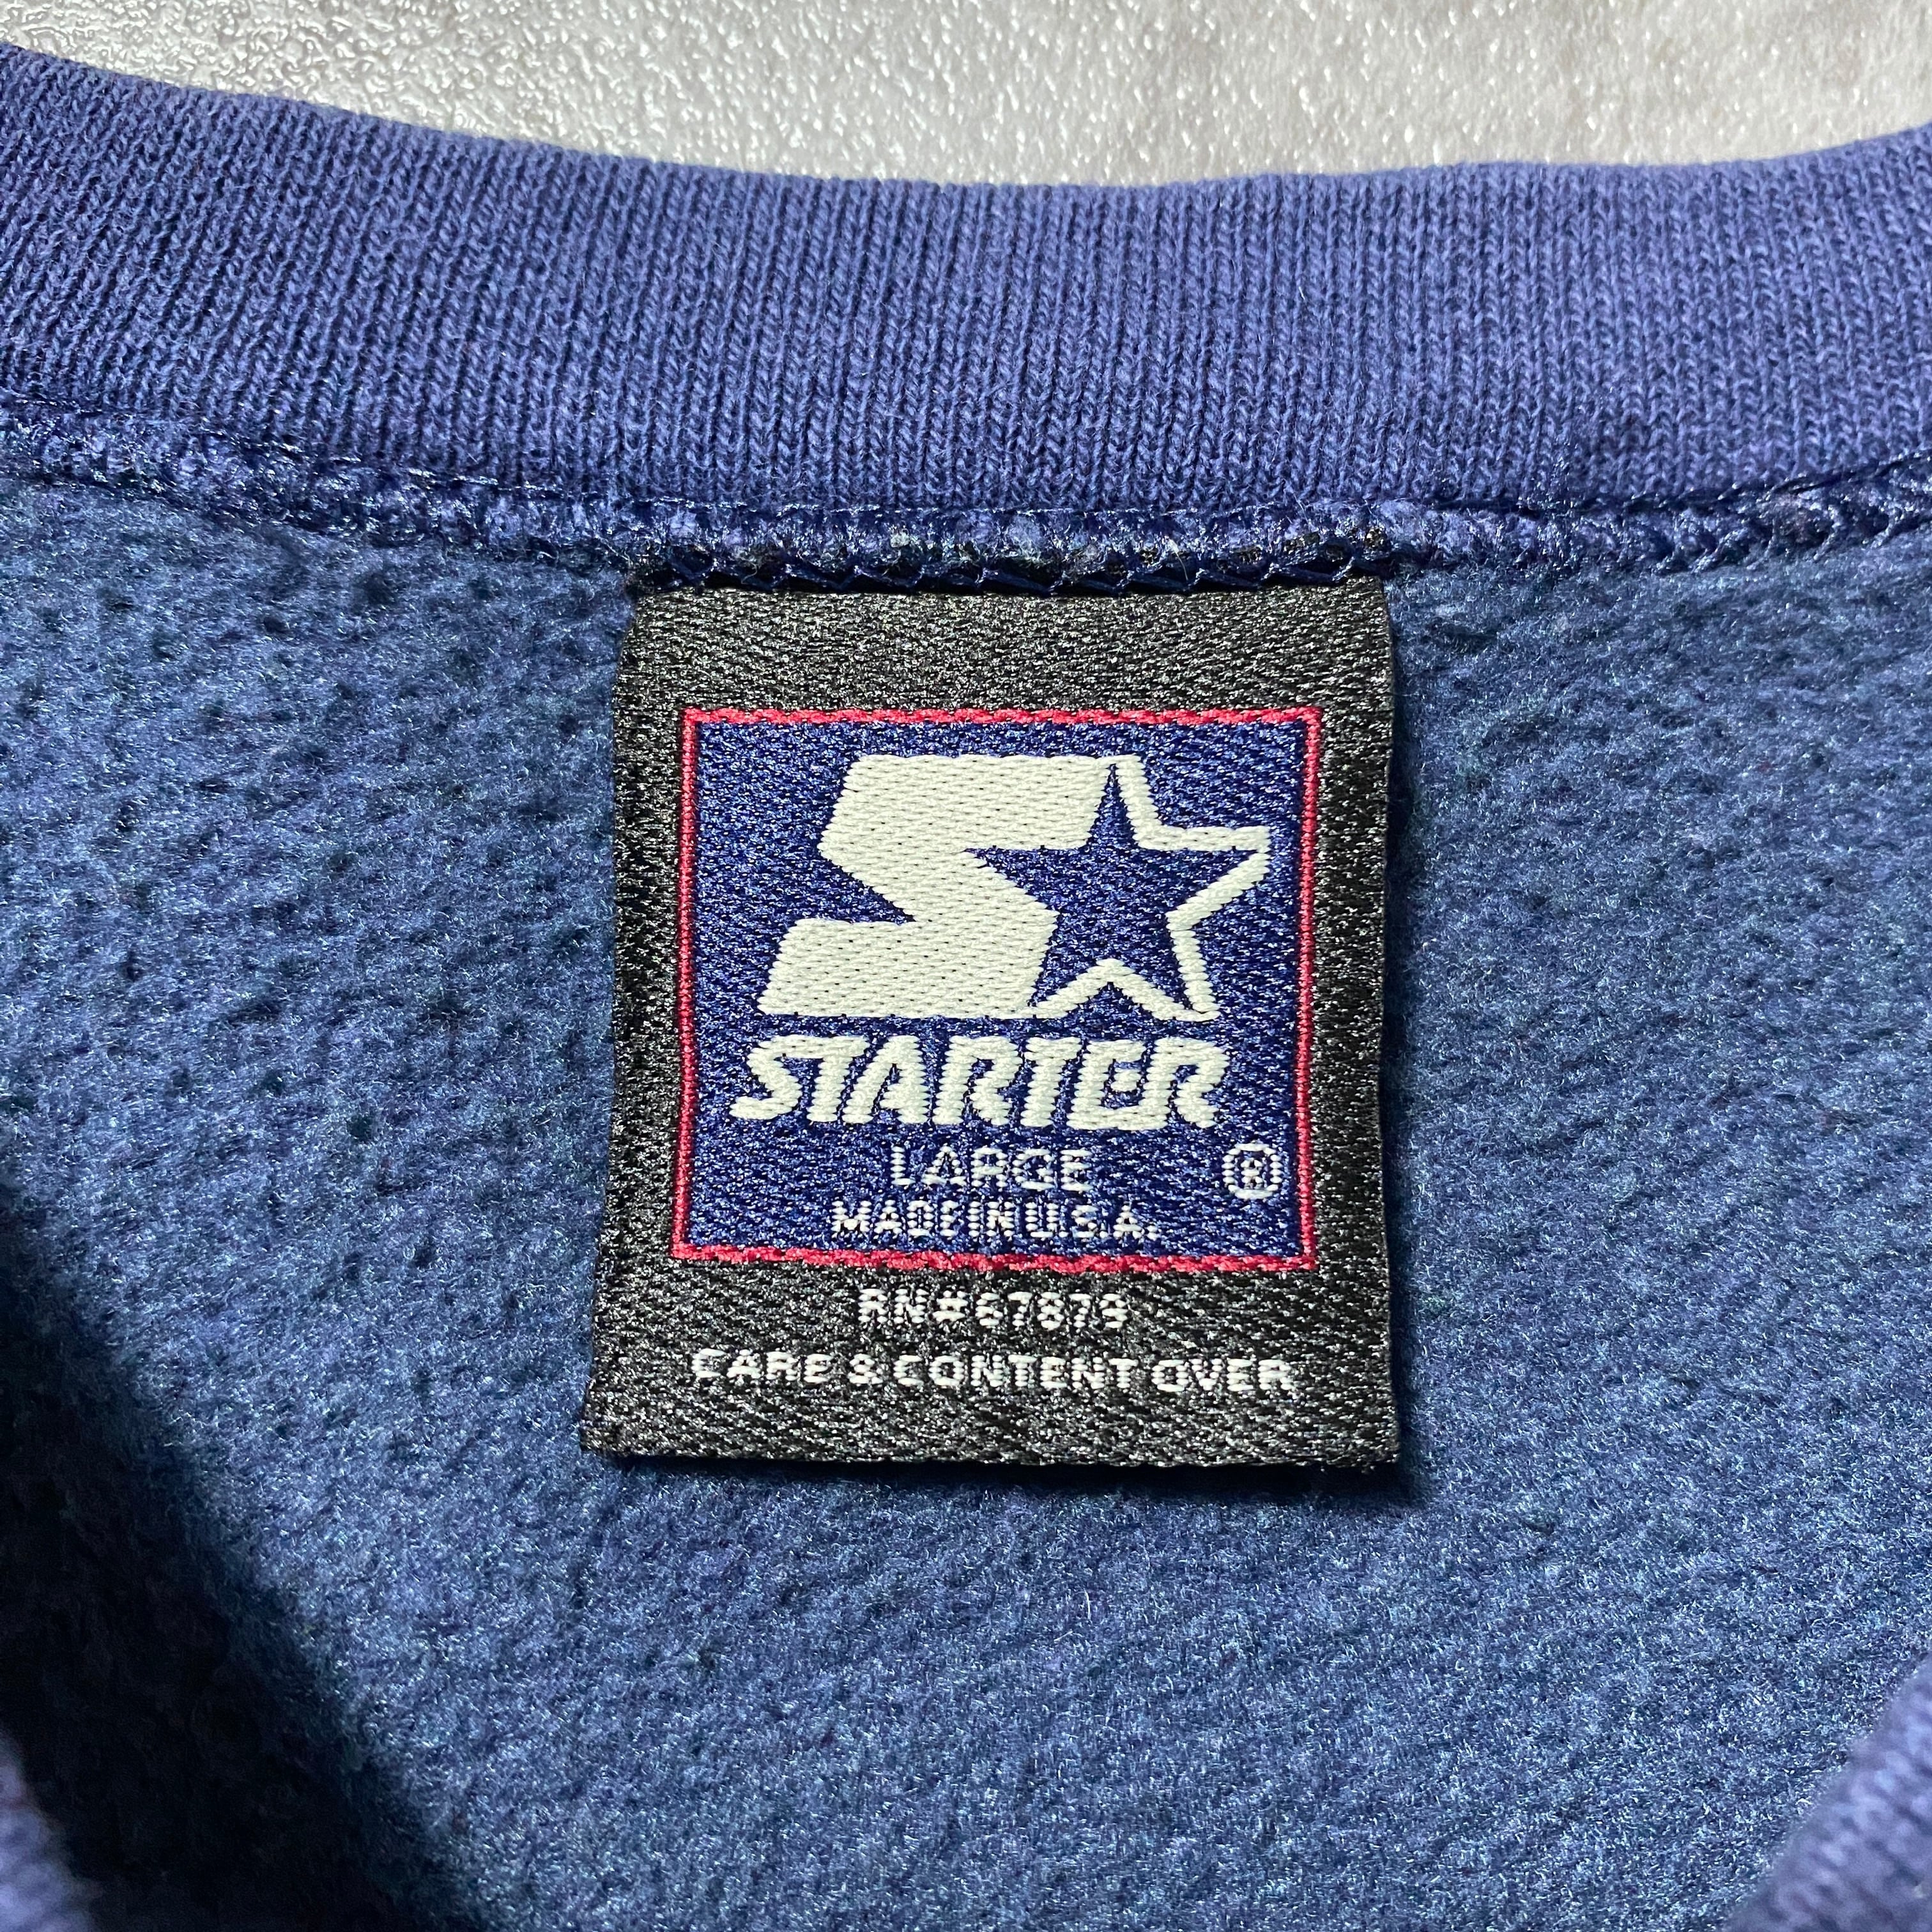 STARTER
LARGE ®
MADE IN U.S.A.
RN#67879
CARE & CONTENT OVER